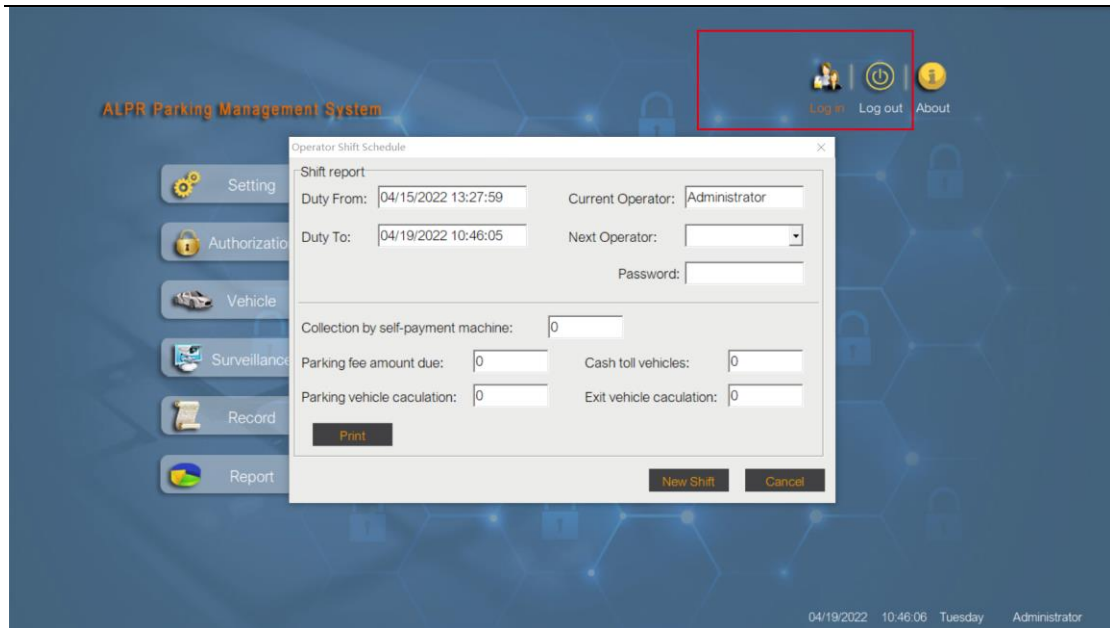 Log in Log out About
ALPR Parking Management System
Operator Shift Schedule
Shift report
Duty From: 04/15/2022 13:27:59 Current Operator: Administrator
Duty To: 04/19/2022 10:46:05 Next Operator:
Password:
Collection by self-payment machine: 0
Parking fee amount due: 0 Cash toll vehicles: 0
Parking vehicle caculation: 0 Exit vehicle caculation: 0
Print
New Shift Cancel
Setting
Authorizatio
Vehicle
Surveillance
Record
Report
04/19/2022 10:46:06 Tuesday Administrator